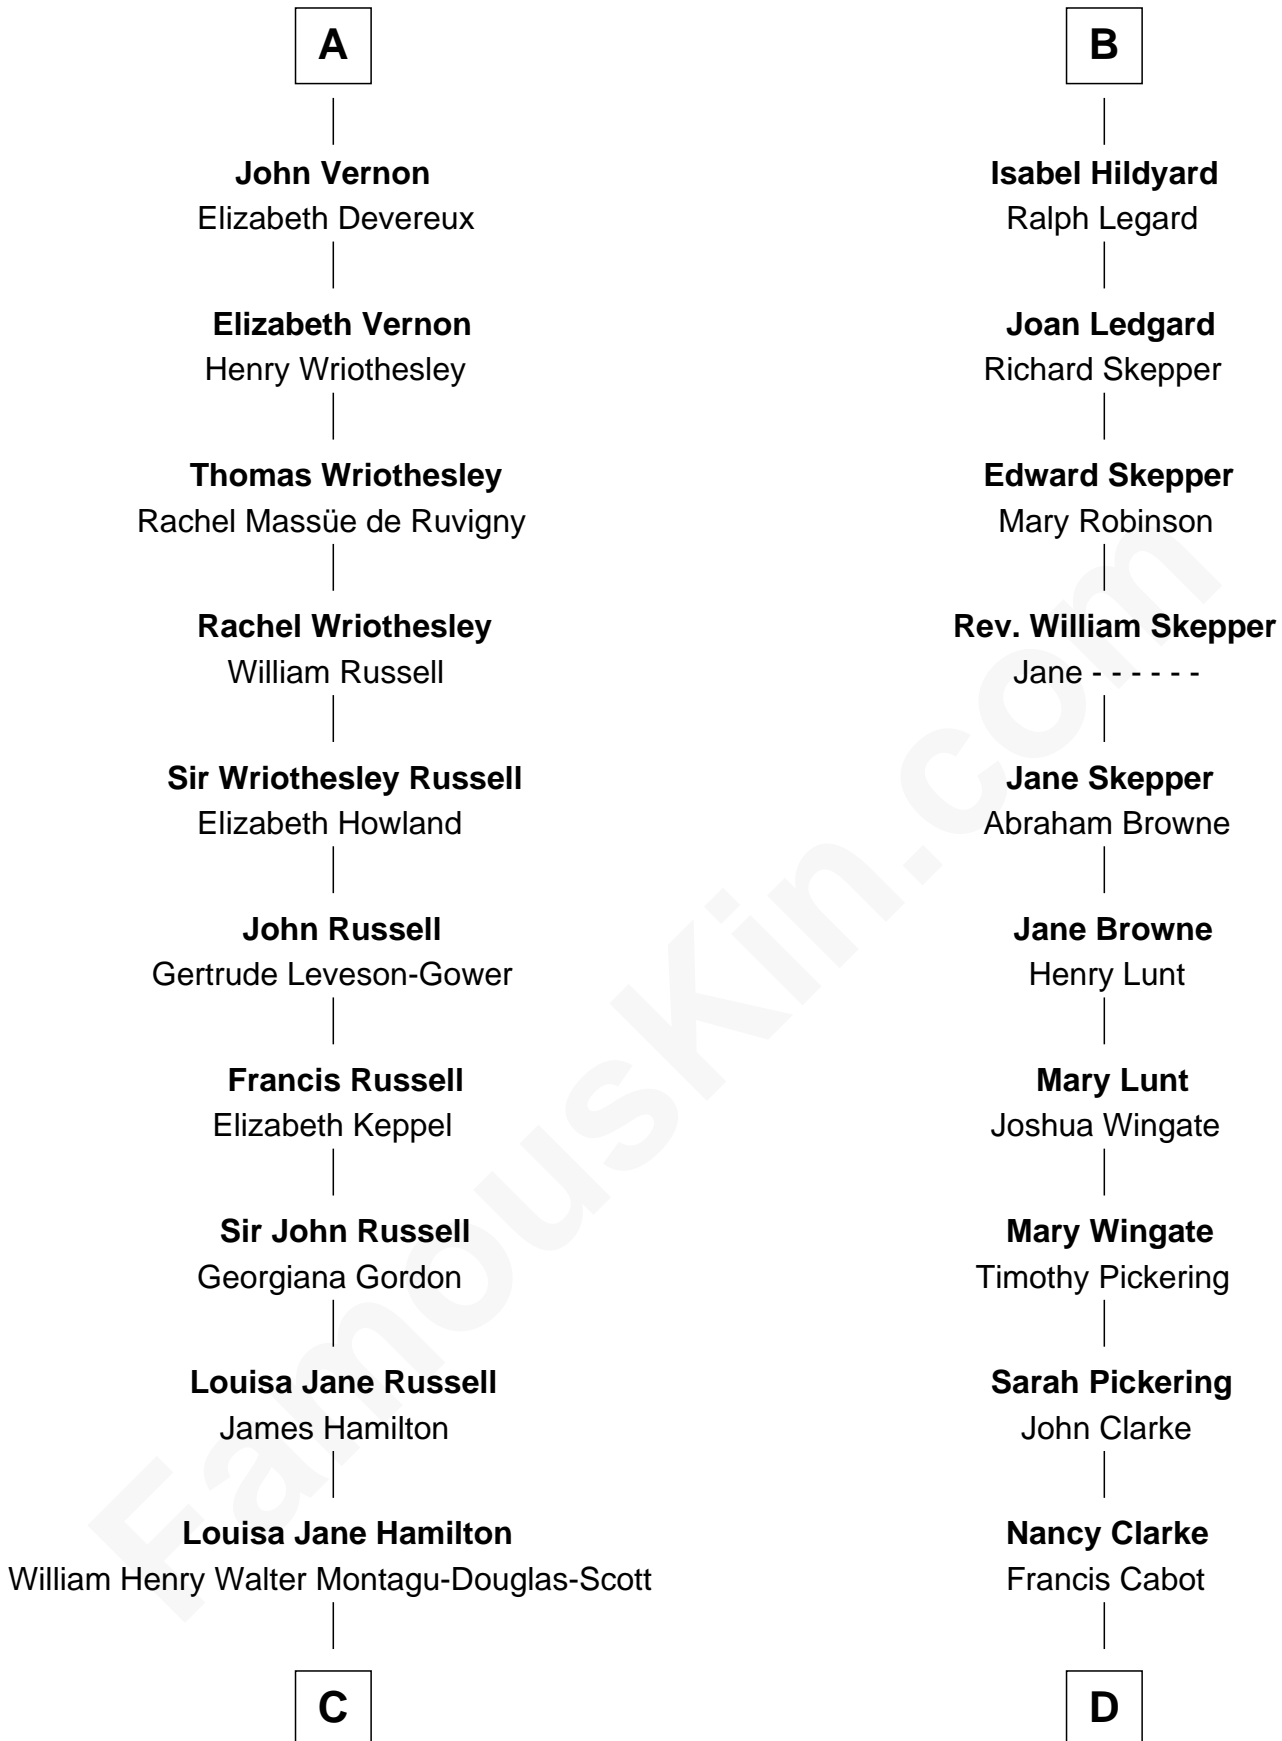 A
John Vernon
Elizabeth Devereux
Elizabeth Vernon
Henry Wriothesley
Thomas Wriothesley
Rachel Massüe de Ruvigny
Rachel Wriothesley
William Russell
Sir Wriothesley Russell
Elizabeth Howland
John Russell
Gertrude Leveson-Gower
Francis Russell
Elizabeth Keppel
Sir John Russell
Georgiana Gordon
Louisa Jane Russell
James Hamilton
Louisa Jane Hamilton
William Henry Walter Montagu-Douglas-Scott
C
B
Isabel Hildyard
Ralph Legard
Joan Ledgard
Richard Skepper
Edward Skepper
Mary Robinson
Rev. William Skepper
Jane - - - - - -
Jane Skepper
Abraham Browne
Jane Browne
Henry Lunt
Mary Lunt
Joshua Wingate
Mary Wingate
Timothy Pickering
Sarah Pickering
John Clarke
Nancy Clarke
Francis Cabot
D
FamousKin.com